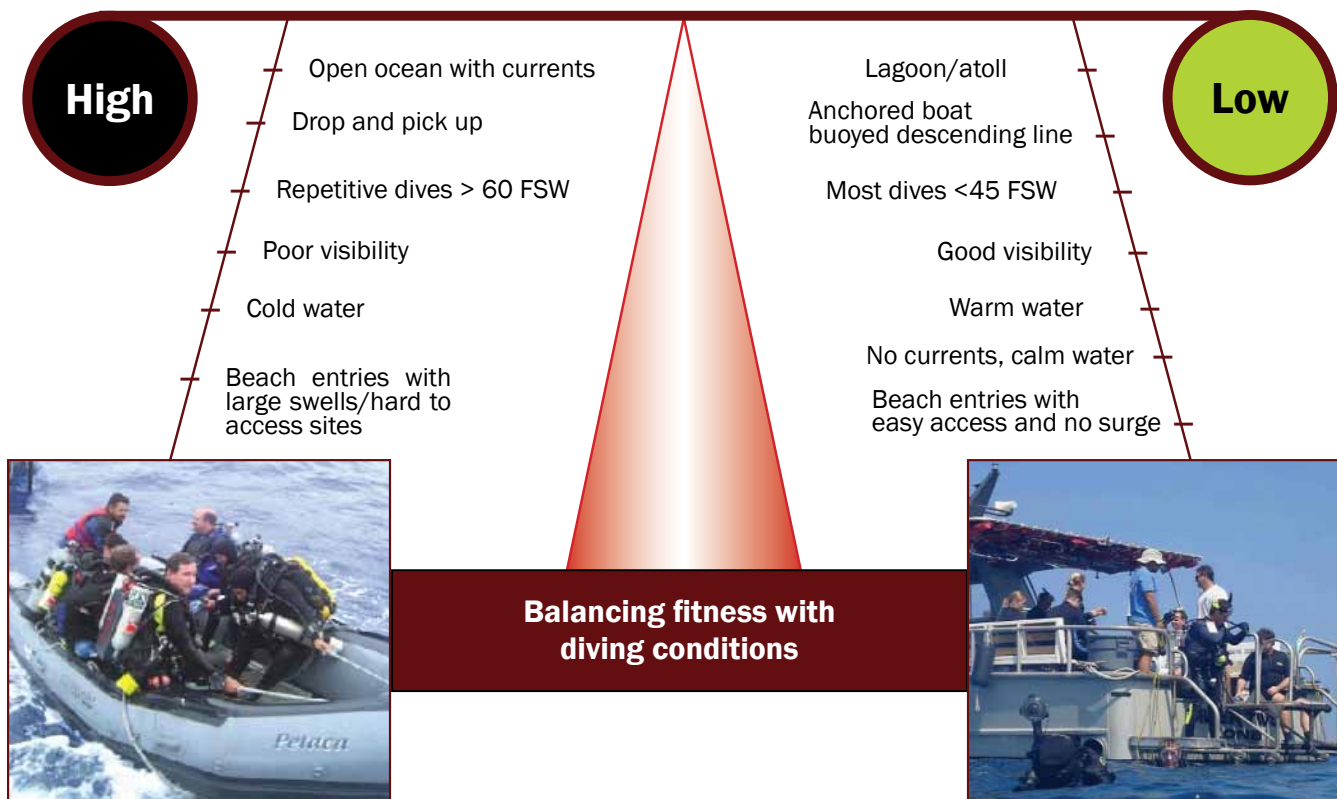 High
Open ocean with currents
Drop and pick up
Repetitive dives > 60 FSW
Poor visibility
Cold water
Beach entries with
large swells/hard to
access sites
Low
Lagoon/atoll
Anchored boat
buoyed descending line
Most dives <45 FSW
Good visibility
Warm water
No currents, calm water
Beach entries with
easy access and no surge
Balancing fitness with
diving conditions
Petaca